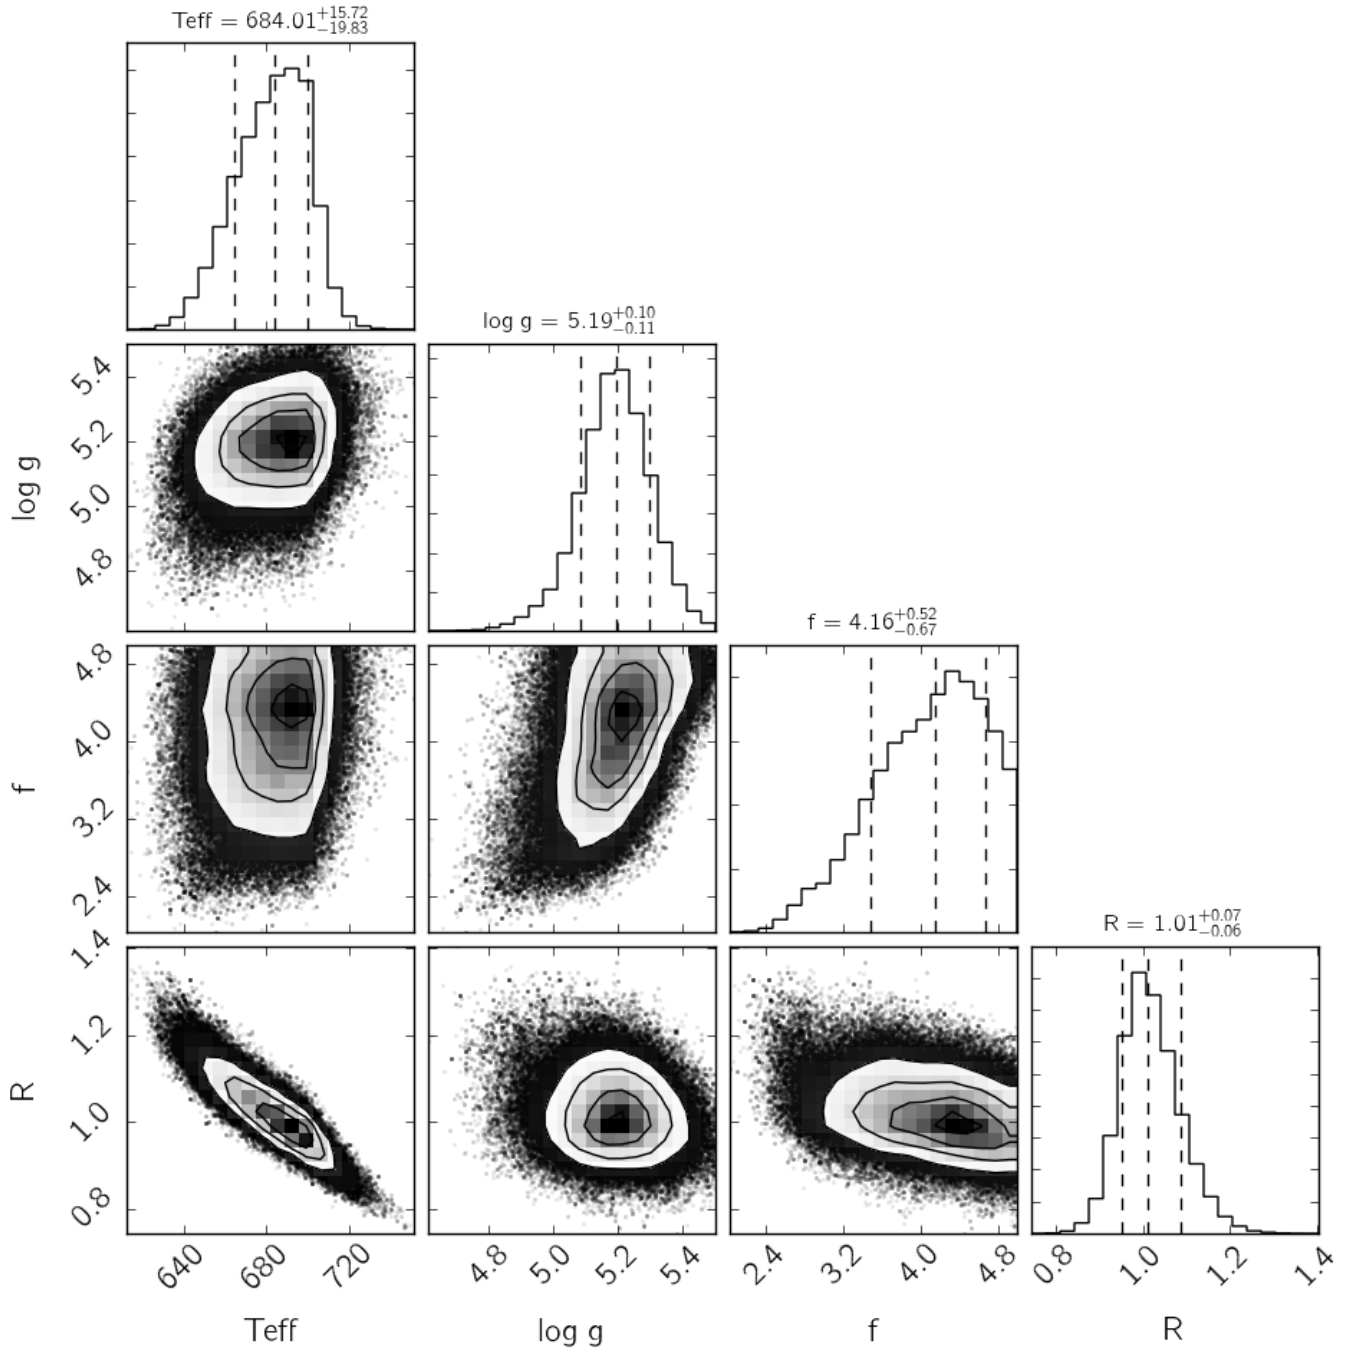 Teff = 684.01+15.72−19.83
5.4
5.2
5.0
4.8
log g
log g = 5.19+0.10−0.11
4.8
4.0
3.2
2.4
f
f = 4.16+0.52−0.67
1.4
1.2
1.0
0.8
R
R = 1.01+0.07−0.06
640 680 720
4.8 5.0 5.2 5.4
2.4 3.2 4.0 4.8
0.8 1.0 1.2 1.4
Teff log g f R